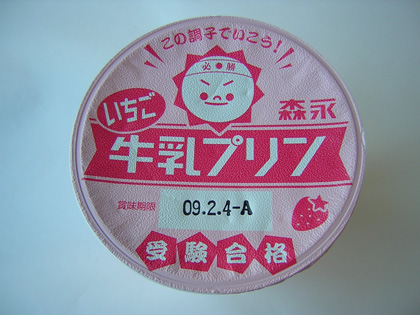 この調子でいこう!
必●勝
いちご
森永
牛乳プリン
賞味期限
09.2.4-A
受験合格